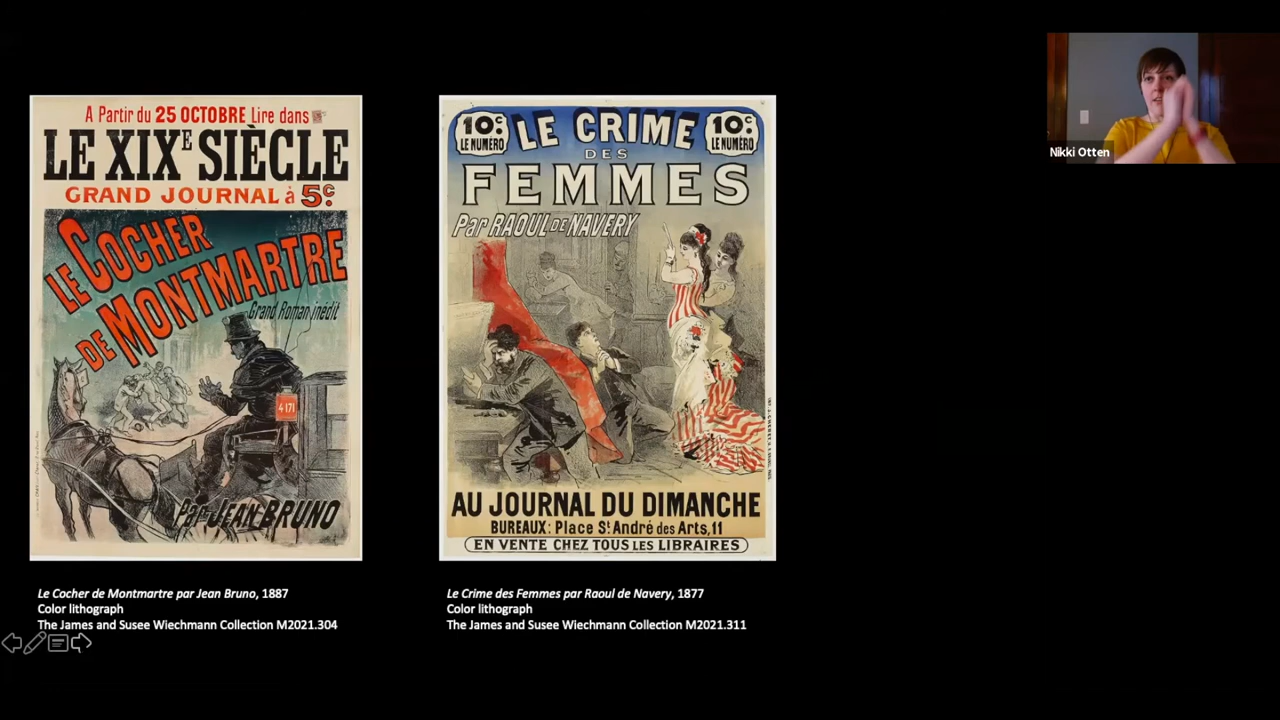 A Partir du 25 OCTOBRE Lire dans
LE XIXE SIÈCLE
GRAND JOURNAL à 5c.
LE COCHER
DE MONTMARTRE
Grand Roman inédit
4171
Par JEAN BRUNO
Le Cocher de Montmartre par Jean Bruno, 1887
Color lithograph
The James and Susee Wiechmann Collection M2021.304
10c.
LE NUMÉRO
LE CRIME
10c.
LE NUMÉRO
DES
FEMMES
Par RAOUL DE NAVERY
AU JOURNAL DU DIMANCHE
BUREAUX: Place St. André des Arts, 11
EN VENTE CHEZ TOUS LES LIBRAIRES
Le Crime des Femmes par Raoul de Navery, 1877
Color lithograph
The James and Susee Wiechmann Collection M2021.311
Nikki Otten